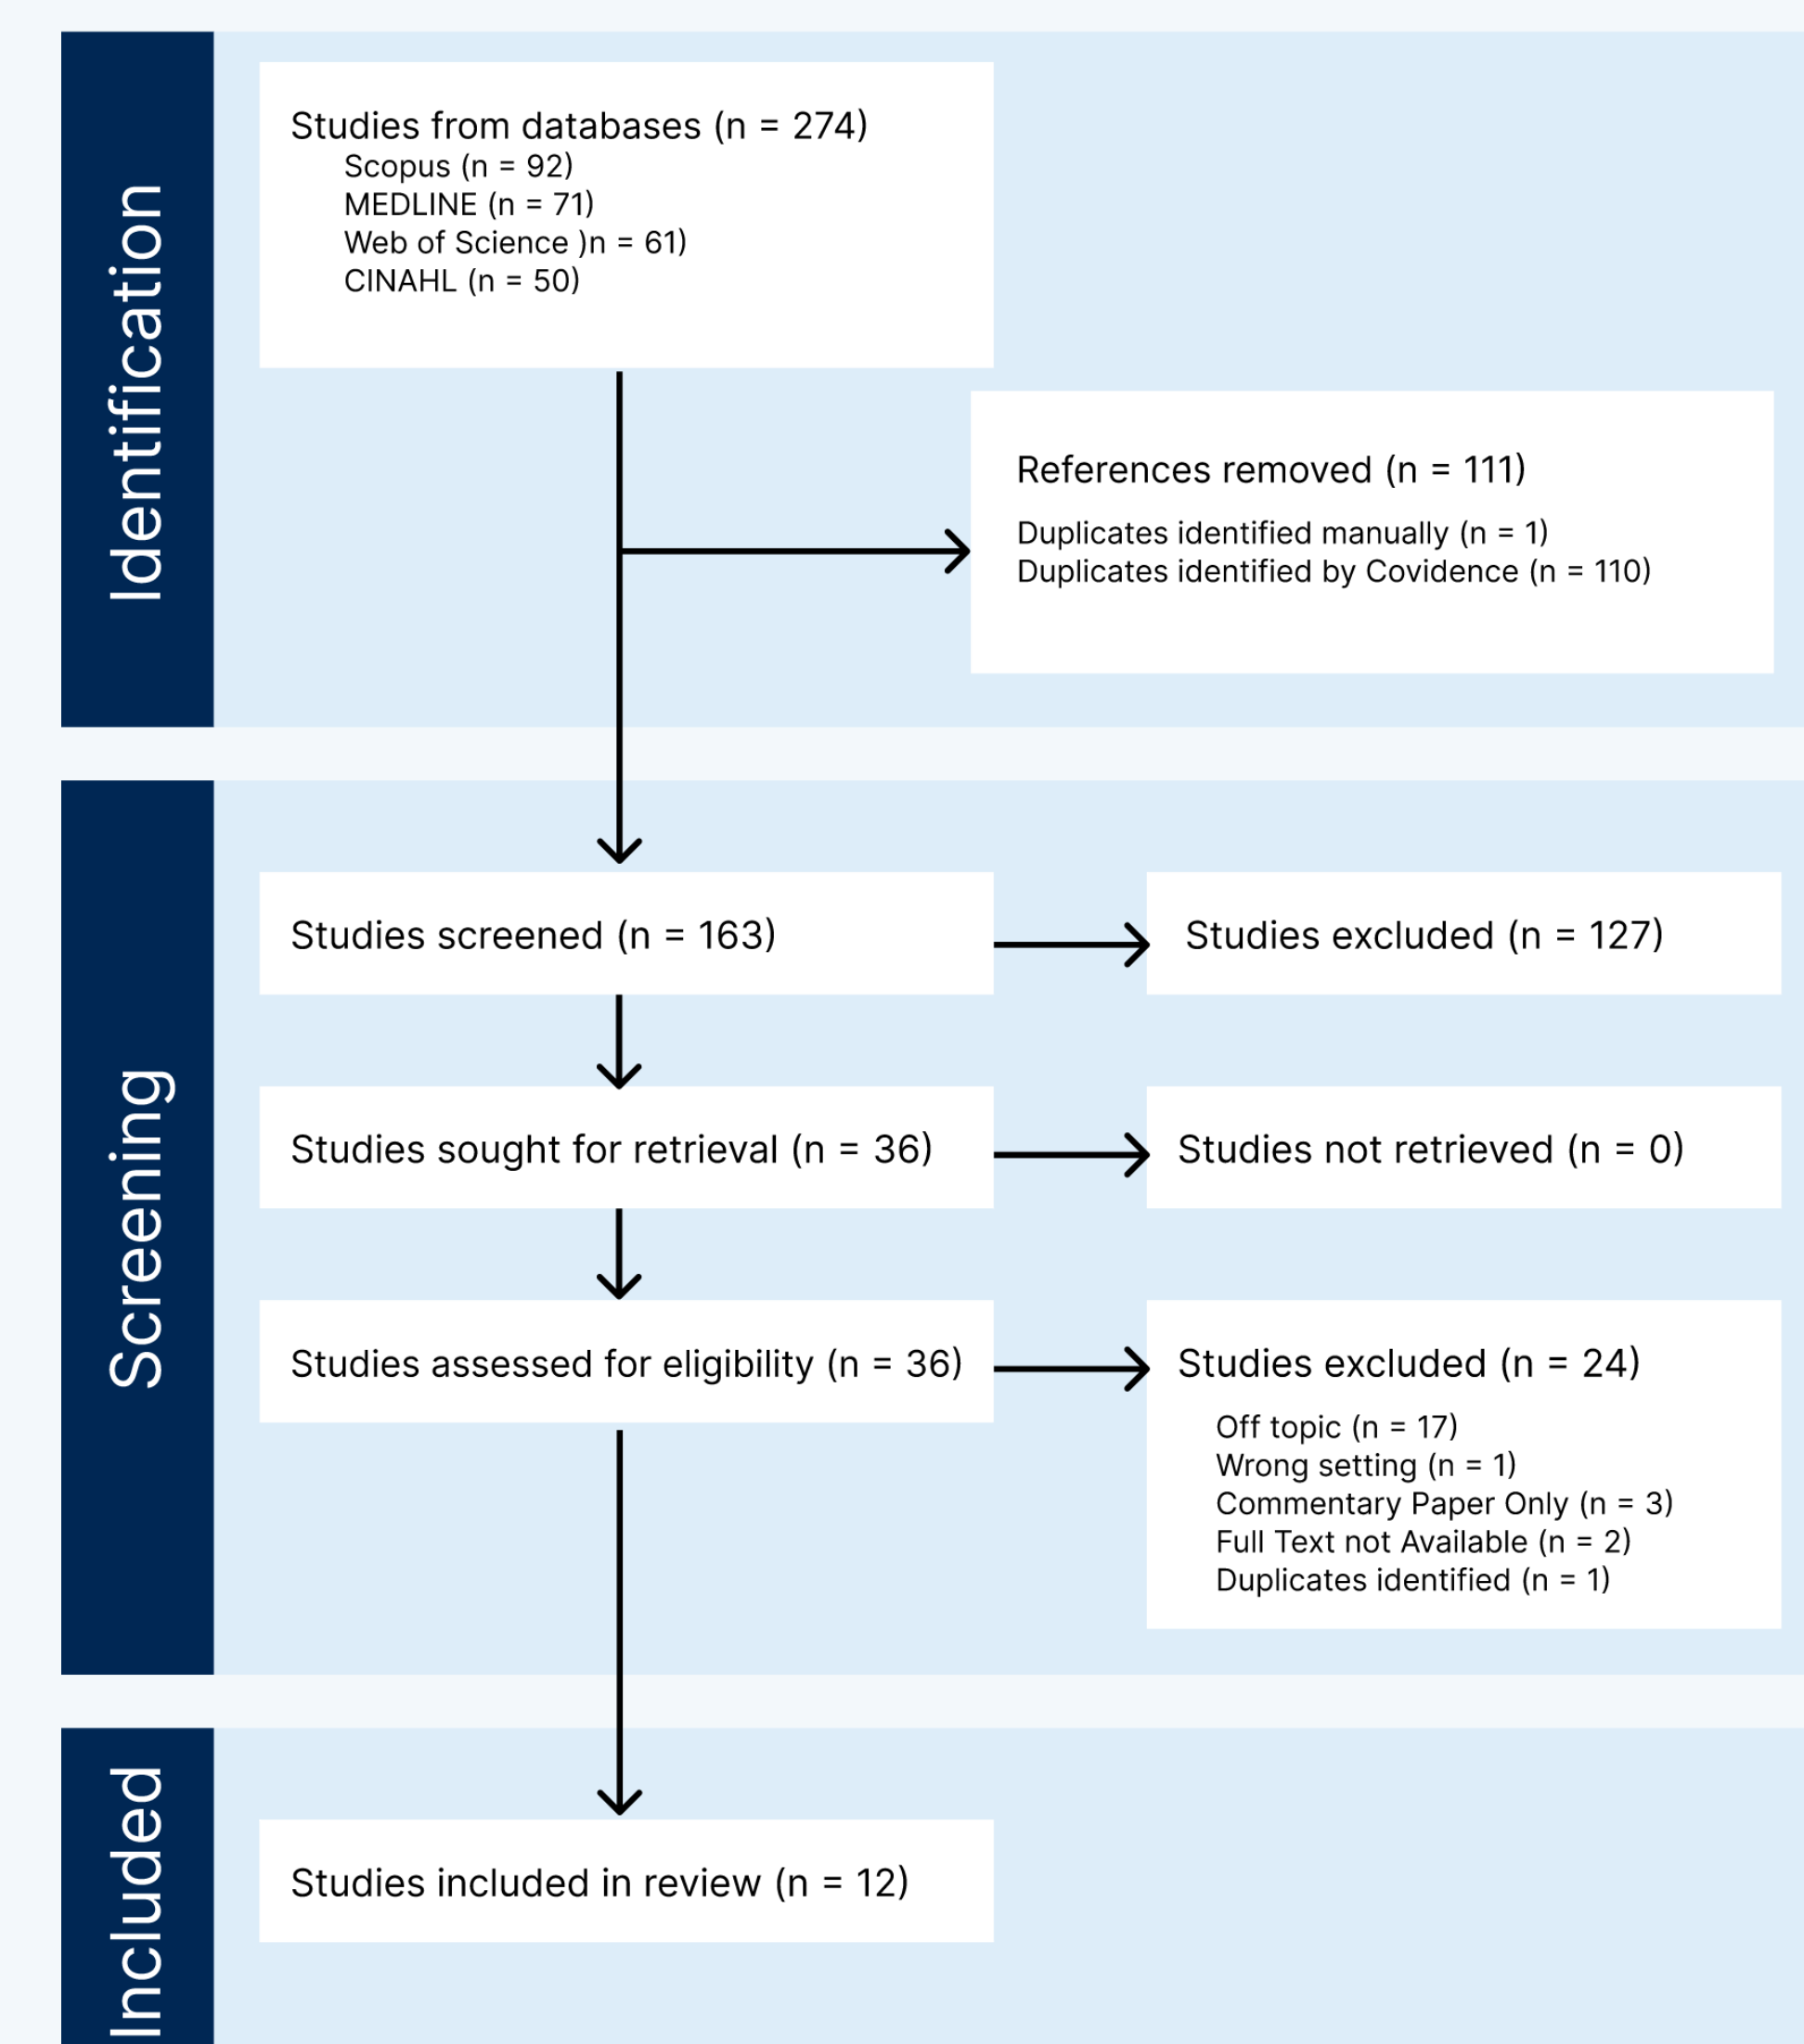 Identification
Studies from databases (n = 274)
Scopus (n = 92)
MEDLINE (n = 71)
Web of Science )n = 61)
CINAHL (n = 50)
References removed (n = 111)
Duplicates identified manually (n = 1)
Duplicates identified by Covidence (n = 110)
Screening
Studies screened (n = 163)
Studies excluded (n = 127)
Studies sought for retrieval (n = 36)
Studies not retrieved (n = 0)
Studies assessed for eligibility (n = 36)
Studies excluded (n = 24)
Off topic (n = 17)
Wrong setting (n = 1)
Commentary Paper Only (n = 3)
Full Text not Available (n = 2)
Duplicates identified (n = 1)
Included
Studies included in review (n = 12)